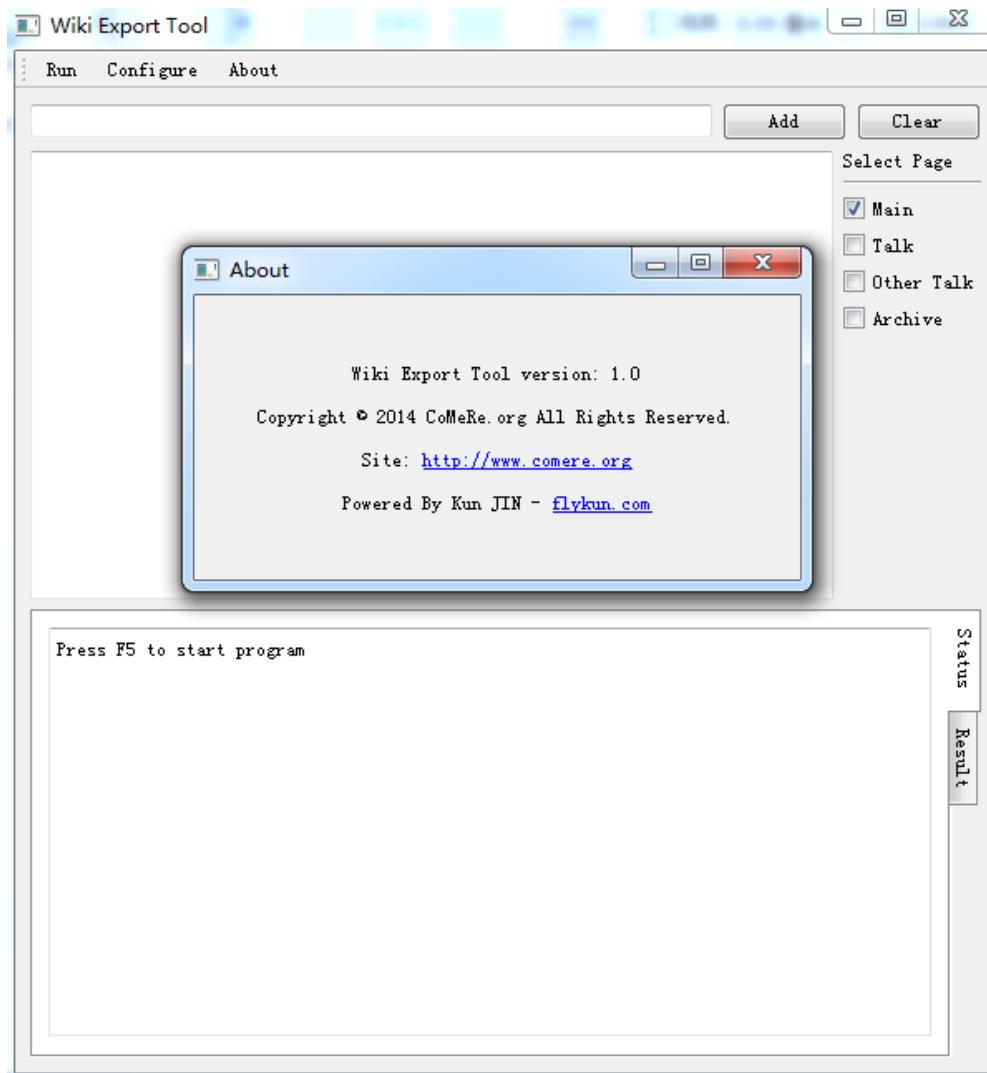 Wiki Export Tool
Run Configure About
Add Clear
Select Page
Main
Talk
Other Talk
Archive
About
Wiki Export Tool version: 1.0
Copyright © 2014 CoMeRe.org All Rights Reserved.
Site: http://www.comere.org
Powered By Kun JIN - flykun.com
Press F5 to start program
Status
Result